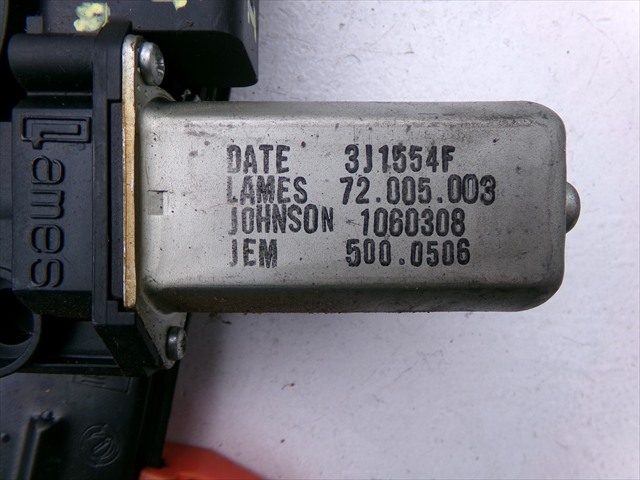 DATE 3J1554F
LAMES 72.005.003
JOHNSON 1060308
JEM 500.0506
Lames